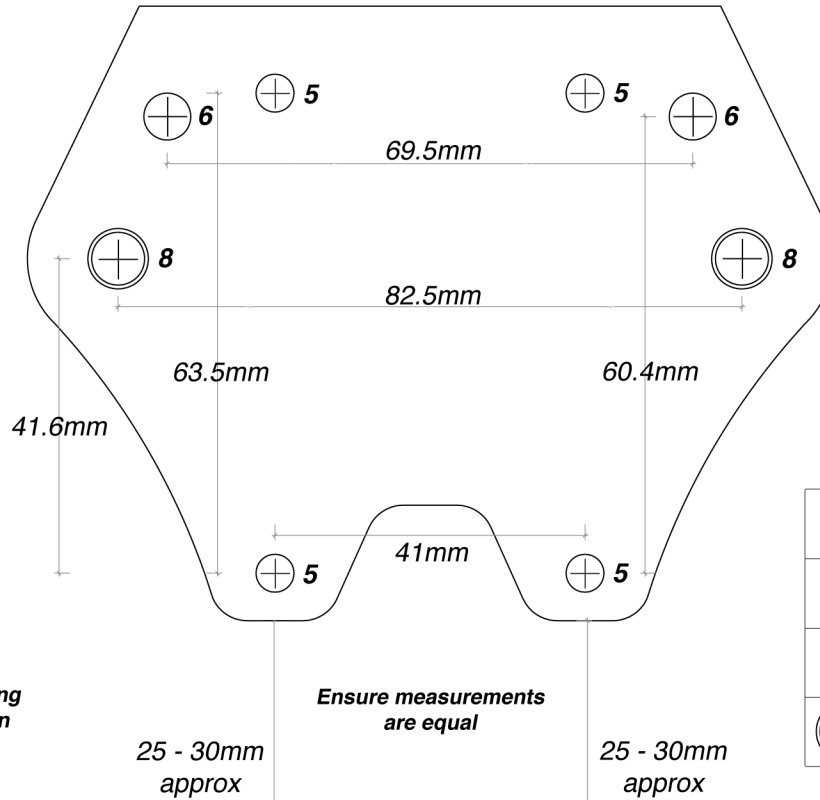 5
5
6
6
69.5mm
8
8
82.5mm
63.5mm
60.4mm
41.6mm
41mm
5
5
ng
n
Ensure measurements
are equal
25 - 30mm
approx
25 - 30mm
approx